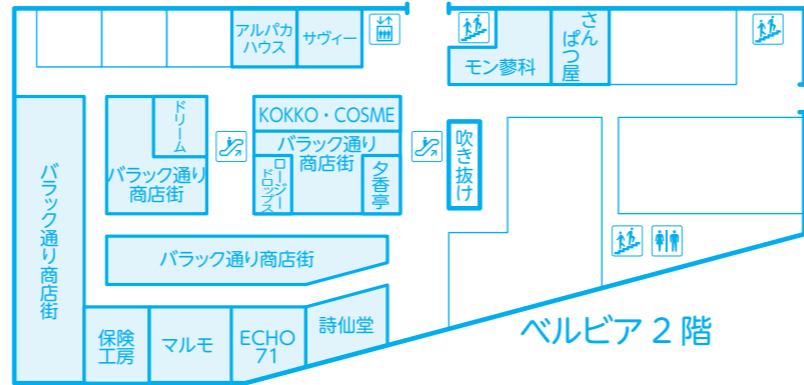 アルパカ
ハウス
サヴィー
モン蓼科
さん
ぱつ屋
ドリーム
バラック通り
商店街
KOKKO・COSME
バラック通り
商店街
ロージー
ドロップス
夕香亭
吹き抜け
バラック通り商店街
バラック通り商店街
保険
工房
マルモ
ECHO
71
詩仙堂
ベルビア 2 階